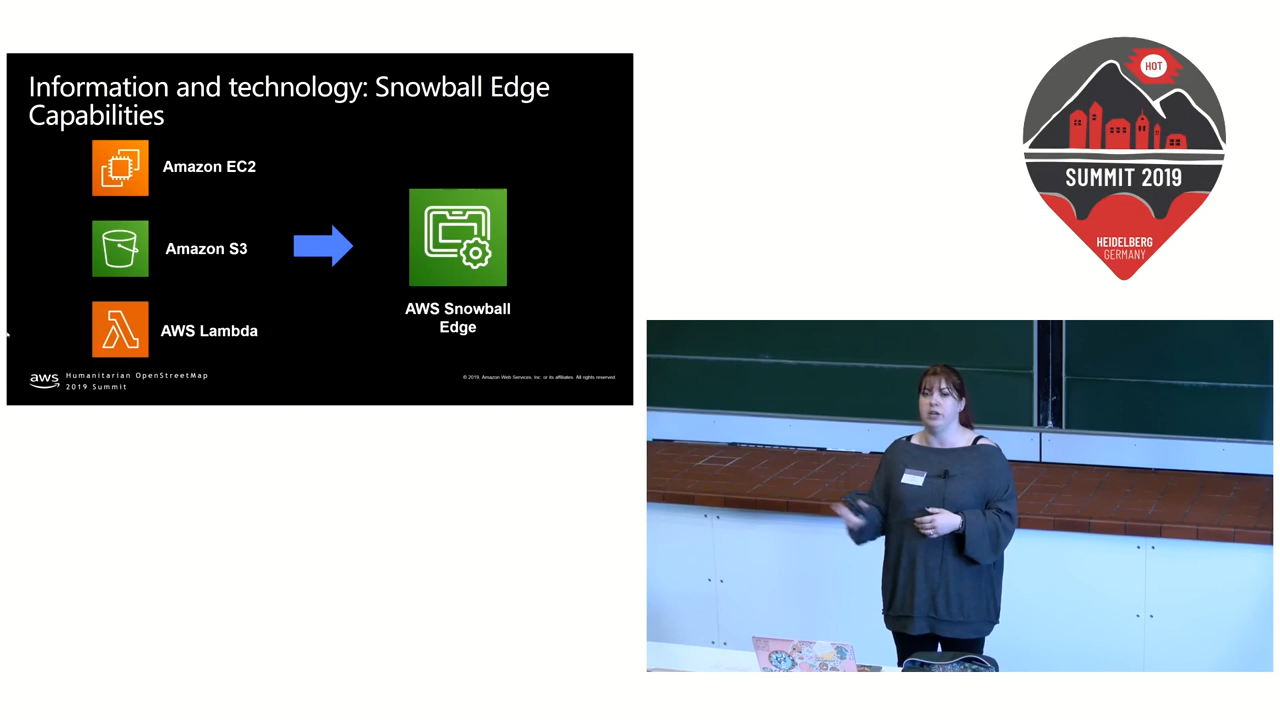 Information and technology: Snowball Edge
Capabilities
Amazon EC2
Amazon S3
AWS Lambda
AWS Snowball
Edge
aws
Humanitarian OpenStreetMap
2019 Summit
© 2019, Amazon Web Services, Inc. or its affiliates. All rights reserved.
HOT
SUMMIT 2019
HEIDELBERG
GERMANY